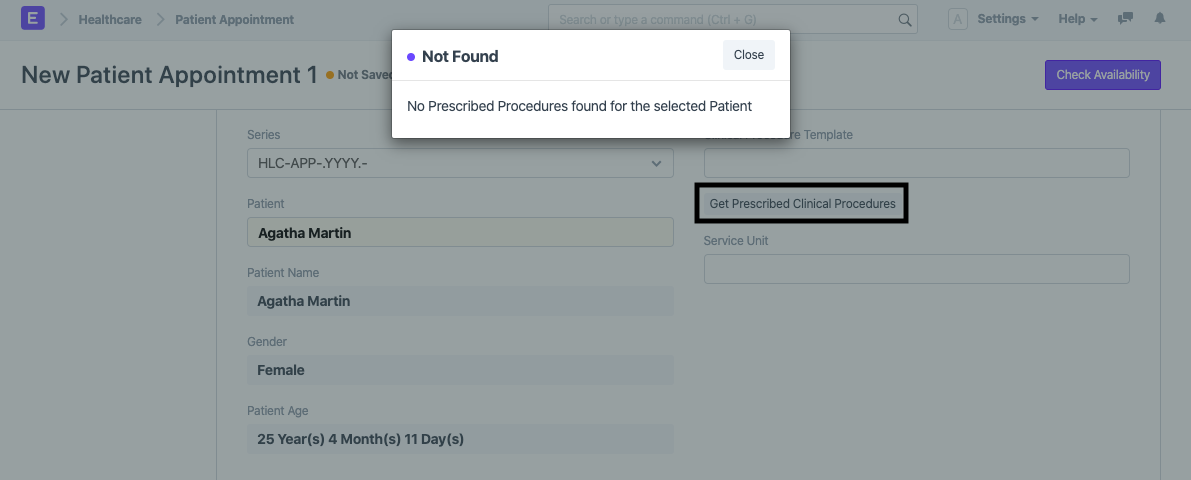 E
Healthcare
Patient Appointment
Search or type a command (Ctrl + G)
A
Settings
Help
Not Found
Close
No Prescribed Procedures found for the selected Patient
New Patient Appointment 1
Not Saved
Check Availability
Series
HLC-APP-.YYYY.-
Patient
Agatha Martin
Patient Name
Agatha Martin
Gender
Female
Patient Age
25 Year(s) 4 Month(s) 11 Day(s)
Template
Get Prescribed Clinical Procedures
Service Unit